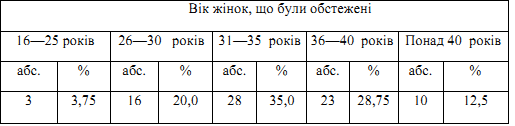 Вік жінок, що були обстежені
16—25 років 26—30 років 31—35 років 36—40 років Понад 40 років
абс. % абс. % абс. % абс. % абс. %
3 3,75 16 20,0 28 35,0 23 28,75 10 12,5